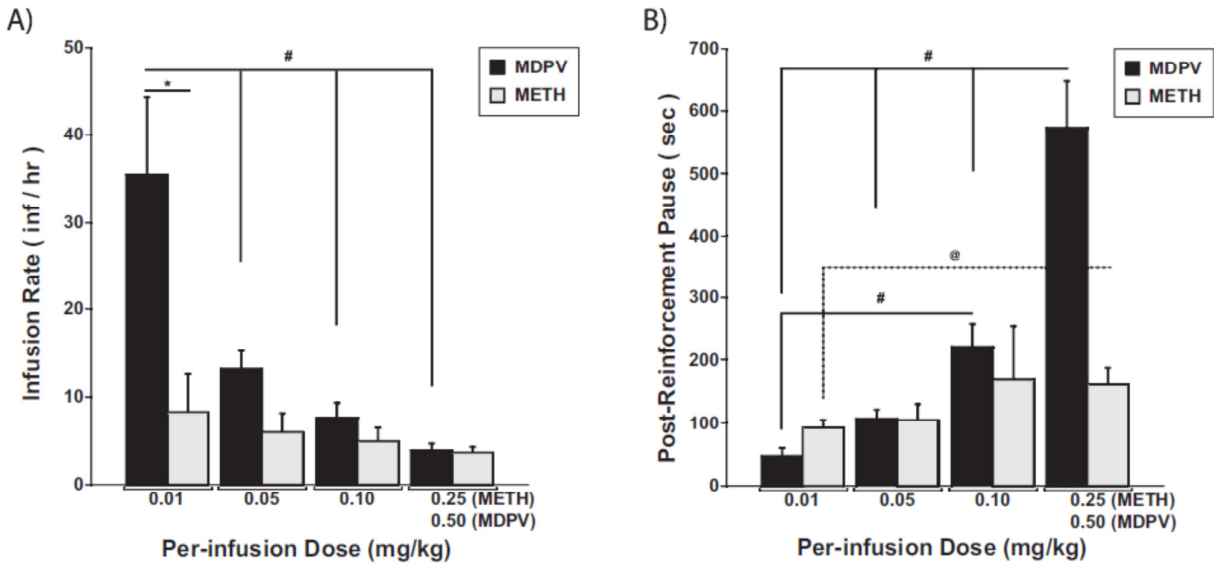 A)
50
40
30
20
10
0
Infusion Rate ( inf / hr )
#
*
MDPV
METH
0.01
0.05
0.10
0.25 (METH)
0.50 (MDPV)
Per-infusion Dose (mg/kg)
B)
700
600
500
400
300
200
100
0
Post-Reinforcement Pause ( sec )
#
@
#
MDPV
METH
0.01
0.05
0.10
0.25 (METH)
0.50 (MDPV)
Per-infusion Dose (mg/kg)